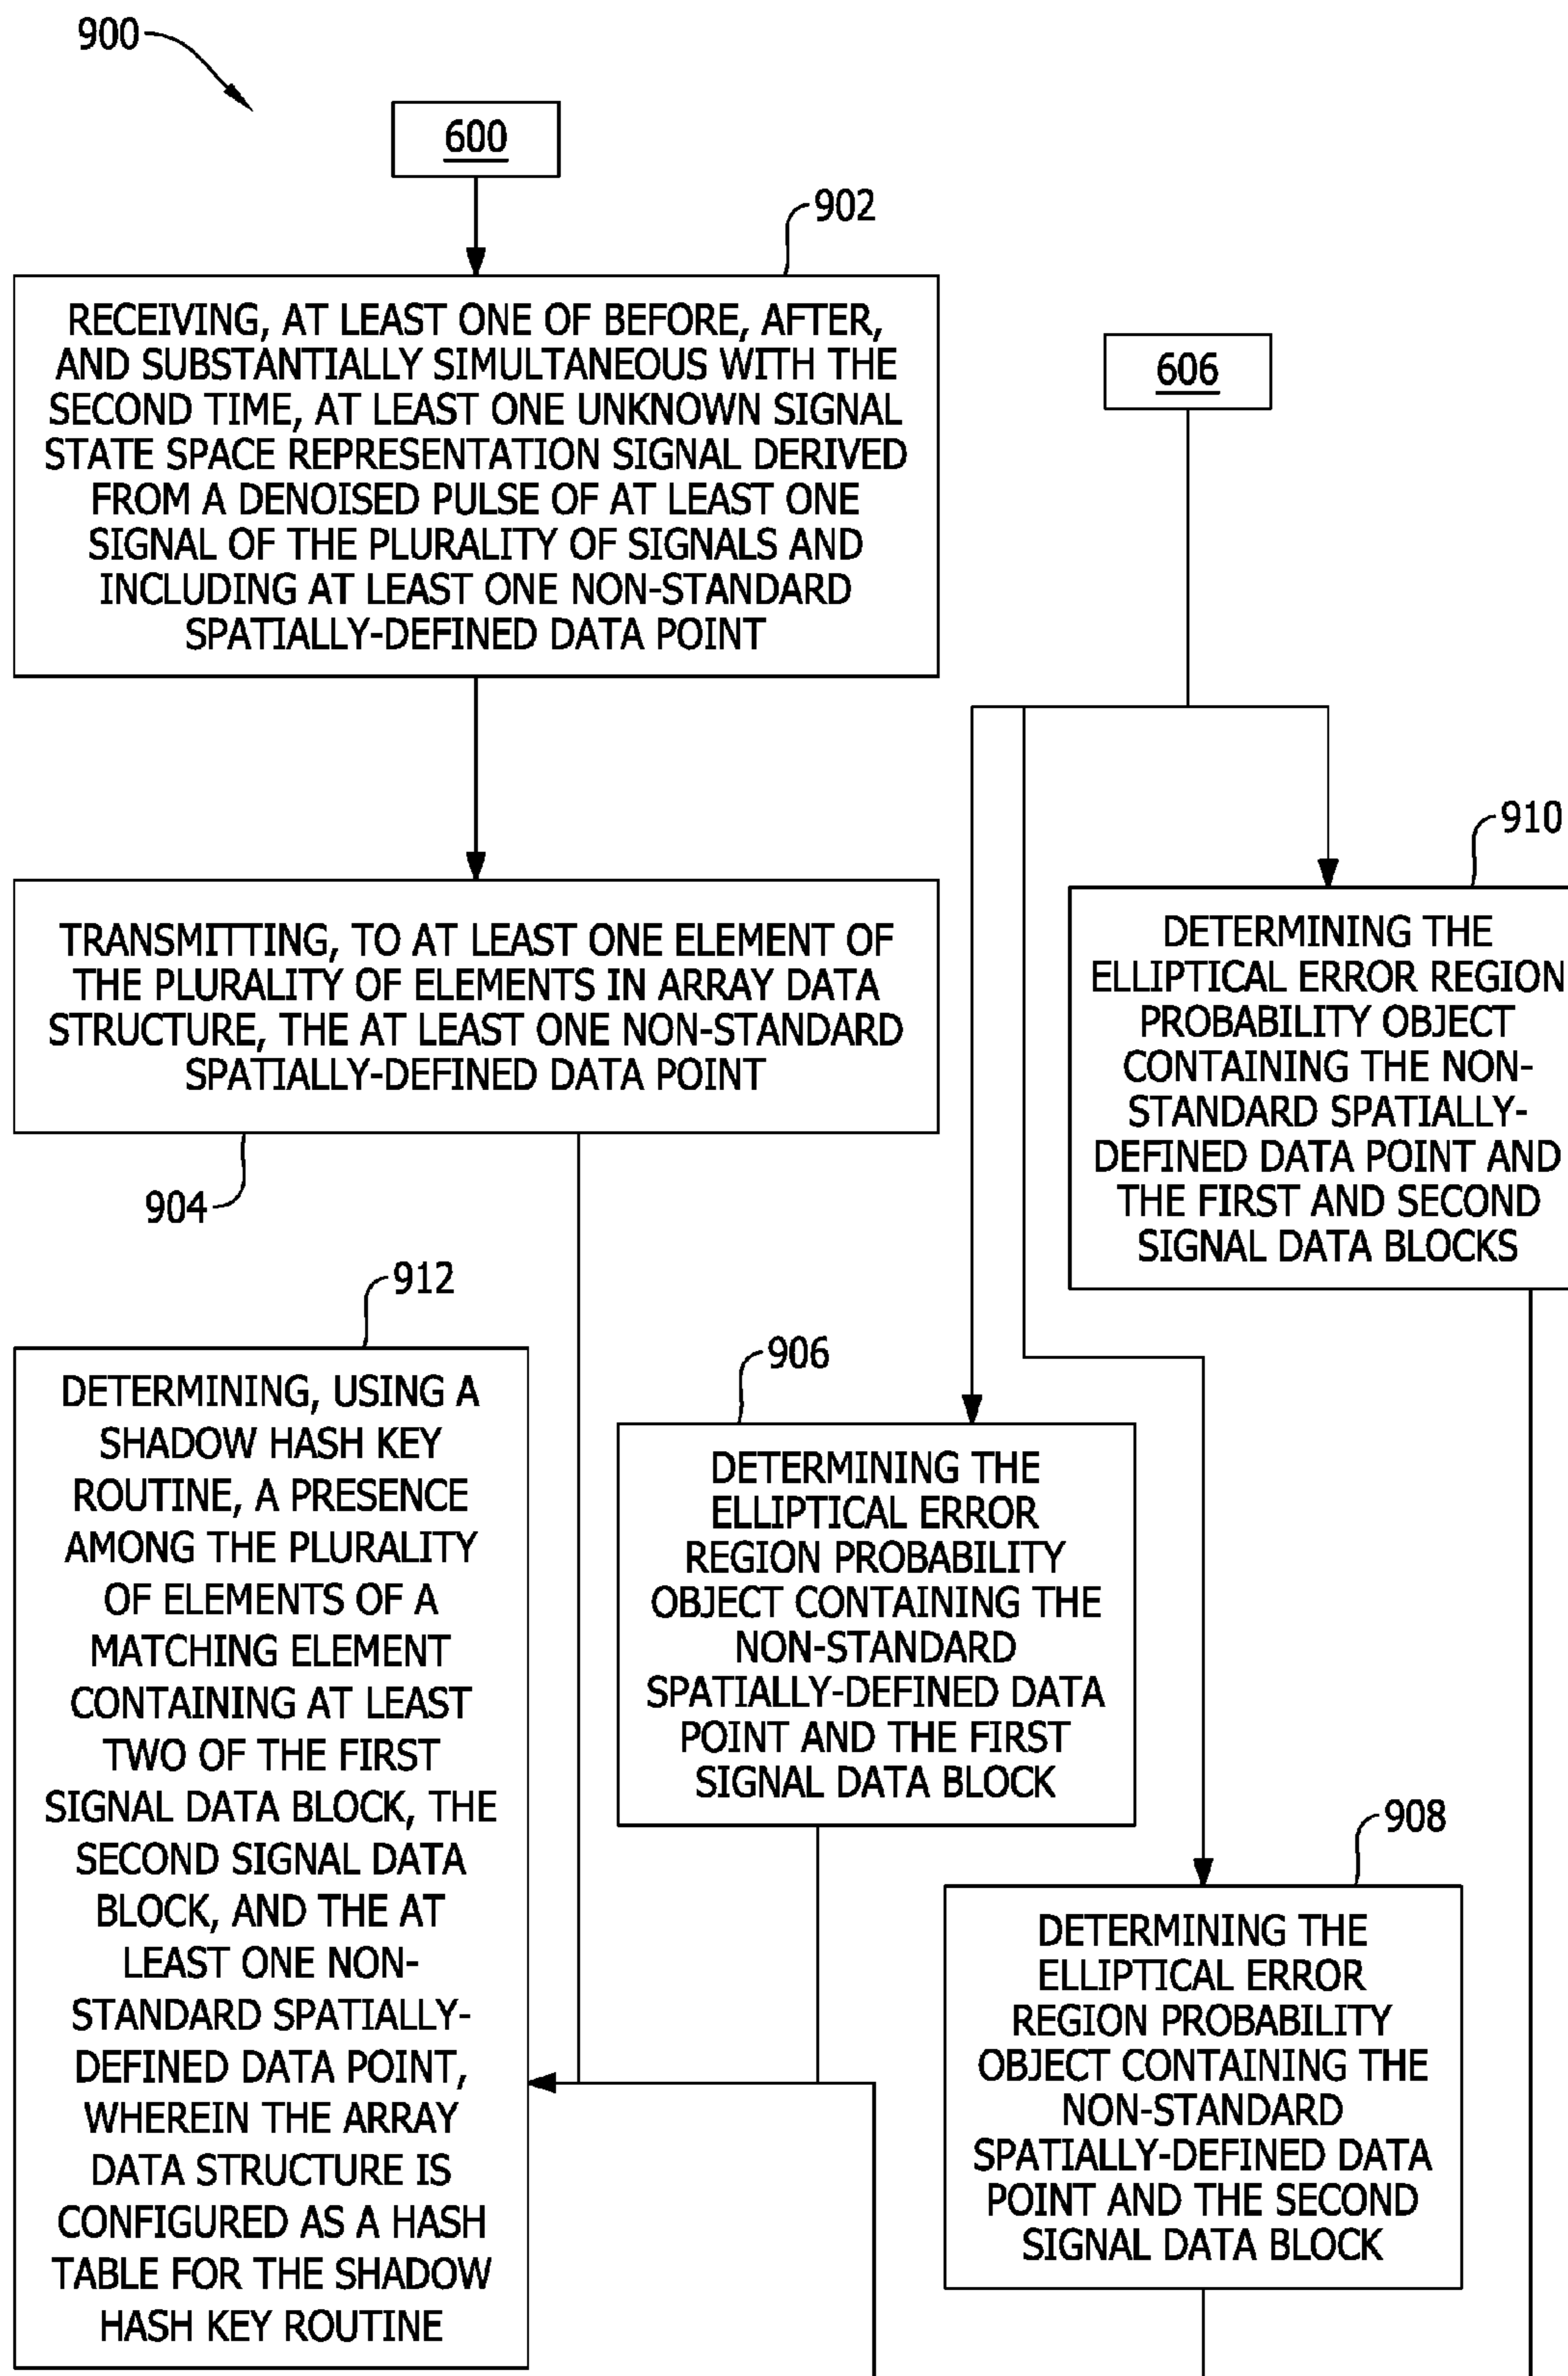 900
600
902
RECEIVING, AT LEAST ONE OF BEFORE, AFTER,
AND SUBSTANTIALLY SIMULTANEOUS WITH THE
SECOND TIME, AT LEAST ONE UNKNOWN SIGNAL
STATE SPACE REPRESENTATION SIGNAL DERIVED
FROM A DENOISED PULSE OF AT LEAST ONE
SIGNAL OF THE PLURALITY OF SIGNALS AND
INCLUDING AT LEAST ONE NON-STANDARD
SPATIALLY-DEFINED DATA POINT
606
TRANSMITTING, TO AT LEAST ONE ELEMENT OF
THE PLURALITY OF ELEMENTS IN ARRAY DATA
STRUCTURE, THE AT LEAST ONE NON-STANDARD
SPATIALLY-DEFINED DATA POINT
904
910
DETERMINING THE
ELLIPTICAL ERROR REGION
PROBABILITY OBJECT
CONTAINING THE NON-
STANDARD SPATIALLY-
DEFINED DATA POINT AND
THE FIRST AND SECOND
SIGNAL DATA BLOCKS
912
DETERMINING, USING A
SHADOW HASH KEY
ROUTINE, A PRESENCE
AMONG THE PLURALITY
OF ELEMENTS OF A
MATCHING ELEMENT
CONTAINING AT LEAST
TWO OF THE FIRST
SIGNAL DATA BLOCK, THE
SECOND SIGNAL DATA
BLOCK, AND THE AT
LEAST ONE NON-
STANDARD SPATIALLY-
DEFINED DATA POINT,
WHEREIN THE ARRAY
DATA STRUCTURE IS
CONFIGURED AS A HASH
TABLE FOR THE SHADOW
HASH KEY ROUTINE
906
DETERMINING THE
ELLIPTICAL ERROR
REGION PROBABILITY
OBJECT CONTAINING THE
NON-STANDARD
SPATIALLY-DEFINED DATA
POINT AND THE FIRST
SIGNAL DATA BLOCK
908
DETERMINING THE
ELLIPTICAL ERROR
REGION PROBABILITY
OBJECT CONTAINING THE
NON-STANDARD
SPATIALLY-DEFINED DATA
POINT AND THE SECOND
SIGNAL DATA BLOCK